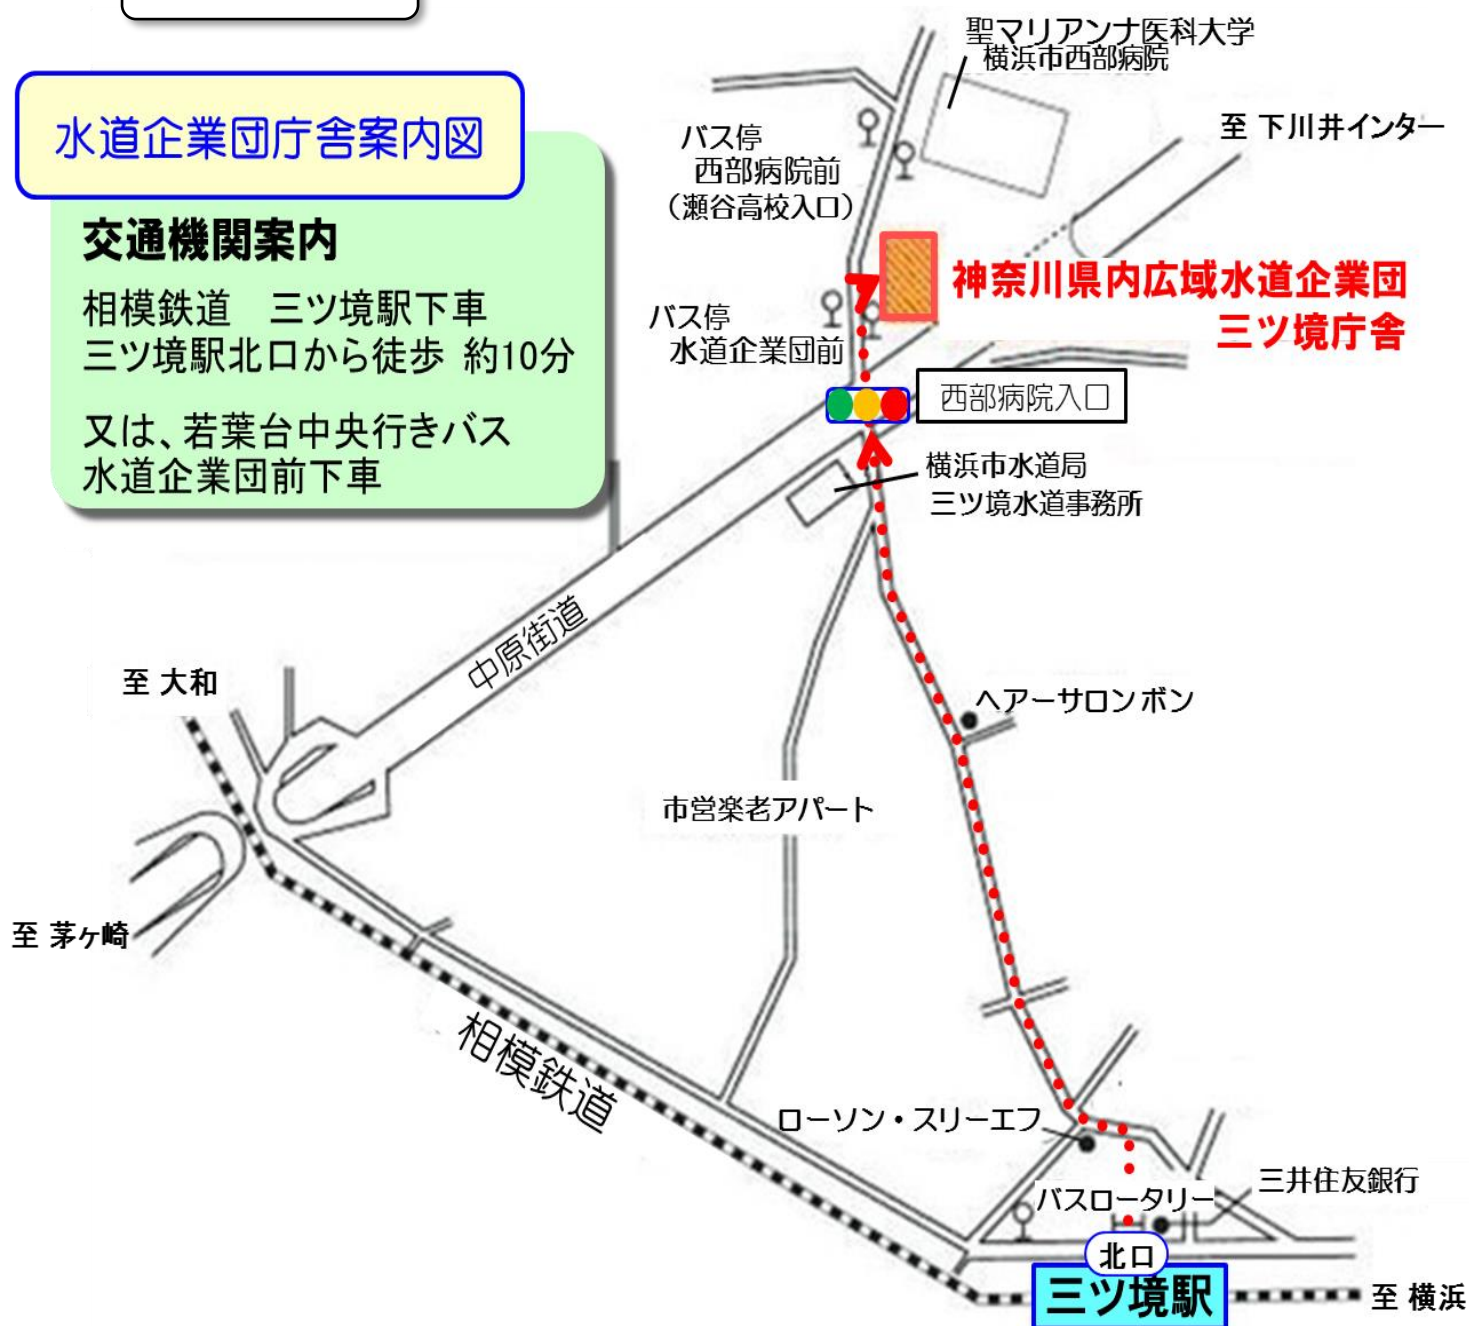 水道企業団庁舎案内図
交通機関案内
相模鉄道　三ツ境駅下車
三ツ境駅北口から徒歩 約10分
又は、若葉台中央行きバス
水道企業団前下車
聖マリアンナ医科大学
横浜市西部病院
至 下川井インター
バス停
西部病院前
（瀬谷高校入口）
神奈川県内広域水道企業団
三ツ境庁舎
バス停
水道企業団前
西部病院入口
横浜市水道局
三ツ境水道事務所
中原街道
至 大和
ヘアーサロン ボン
市営楽老アパート
至 茅ヶ崎
相模鉄道
ローソン・スリーエフ
バスロータリー
三井住友銀行
北口
三ツ境駅
至 横浜